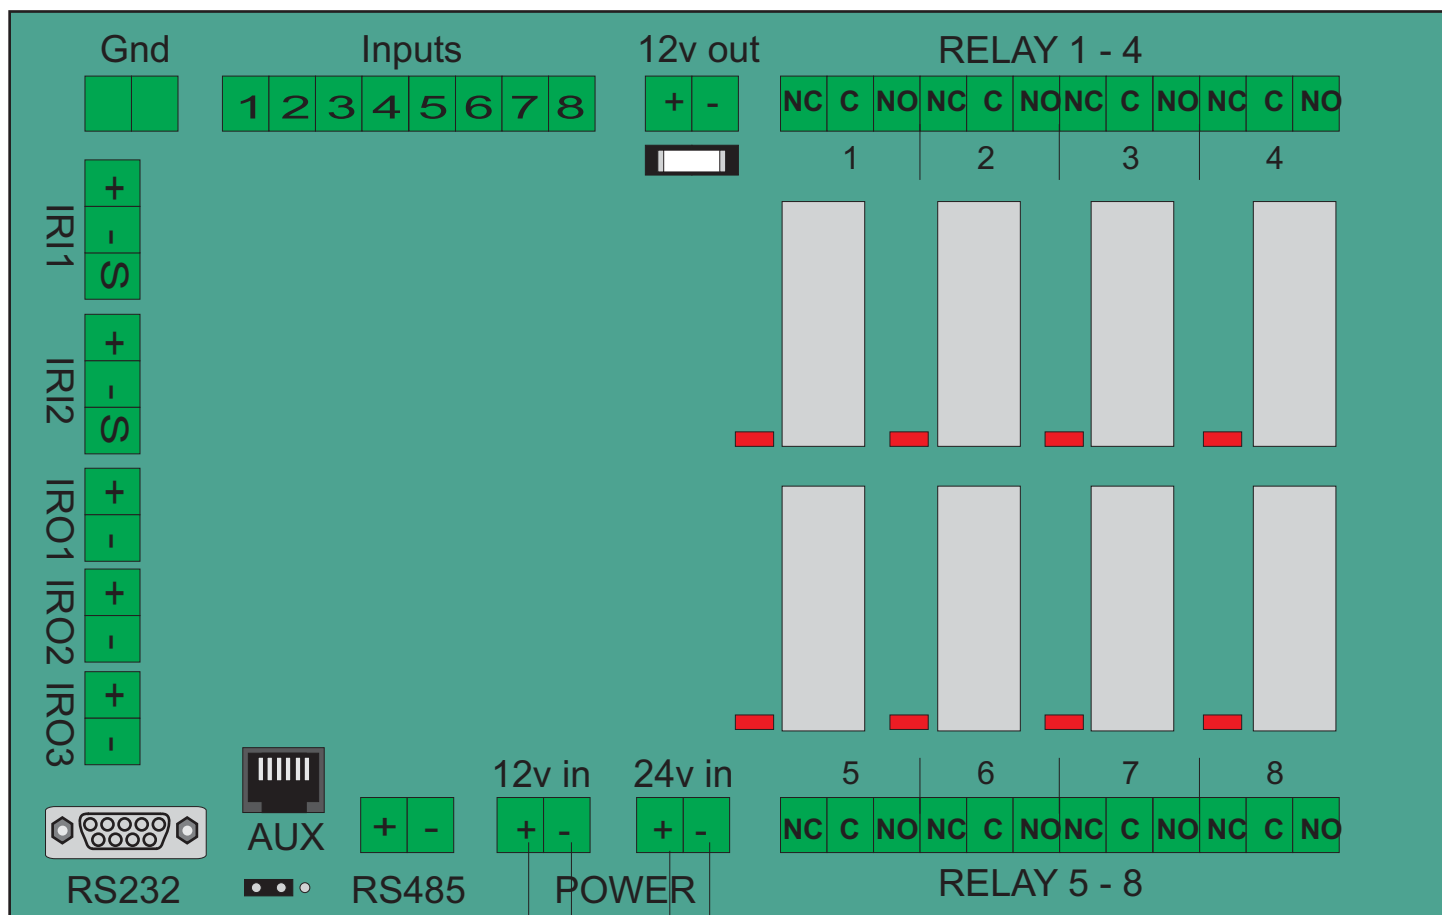 Gnd Inputs 12v out RELAY 1 - 4
1 2 3 4 5 6 7 8 + - NC C NO NC C NO NC C NO NC C NO
1 2 3 4
IRI1 + - S
IRI2 + - S
IRO1 + -
IRO2 + -
IRO3 + -
12v in 24v in 5 6 7 8
+ - + - + - NC C NO NC C NO NC C NO NC C NO
AUX
RS232 RS485 POWER RELAY 5 - 8